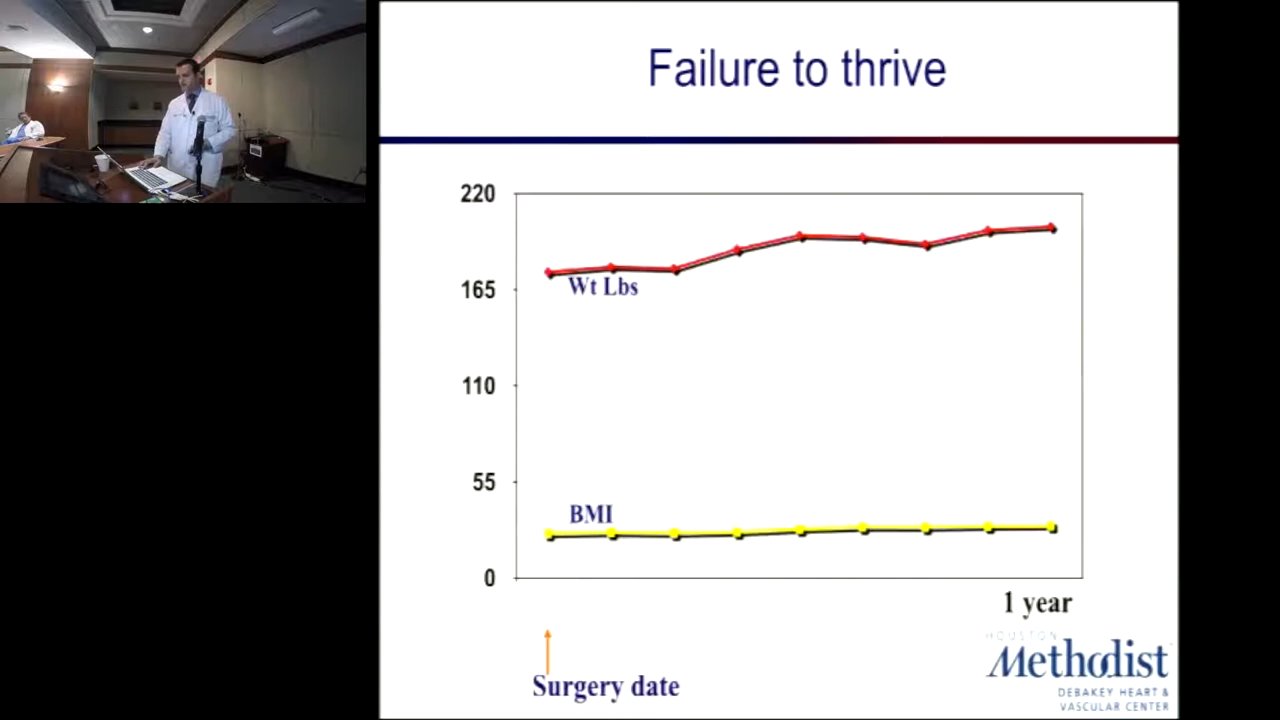 Failure to thrive
220
165
110
55
0
Wt Lbs
BMI
1 year
Surgery date
HOUSTON
Methodist
DEBAKEY HEART &
VASCULAR CENTER